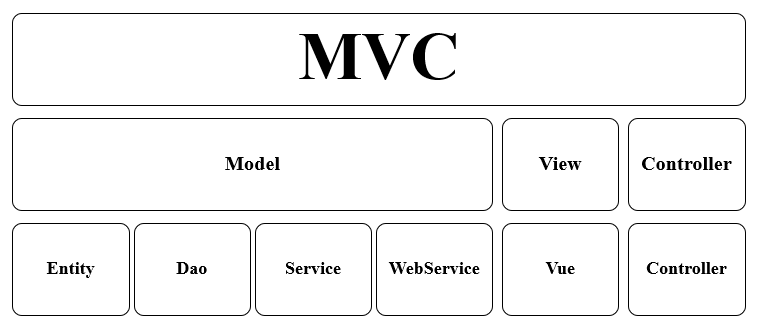 MVC
Model View Controller
Entity Dao Service WebService Vue Controller